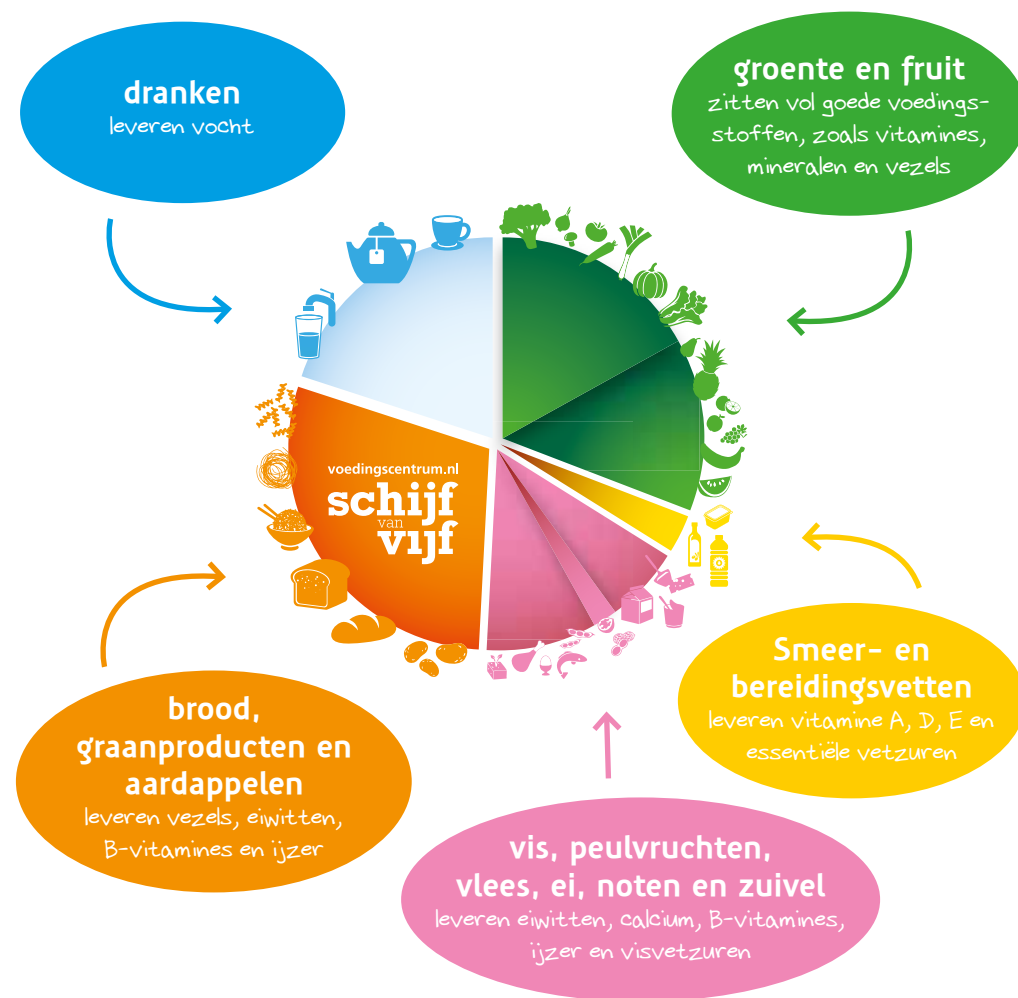 dranken
leveren vocht
groente en fruit
zitten vol goede voedings-
stoffen, zoals vitamines,
mineralen en vezels
voedingscentrum.nl
schijf
van
vijf
Smeer- en
bereidingsvetten
leveren vitamine A, D, E en
essentiële vetzuren
brood,
graanproducten en
aardappelen
leveren vezels, eiwitten,
B-vitamines en ijzer
vis, peulvruchten,
vlees, ei, noten en zuivel
leveren eiwitten, calcium, B-vitamines,
ijzer en visvetzuren